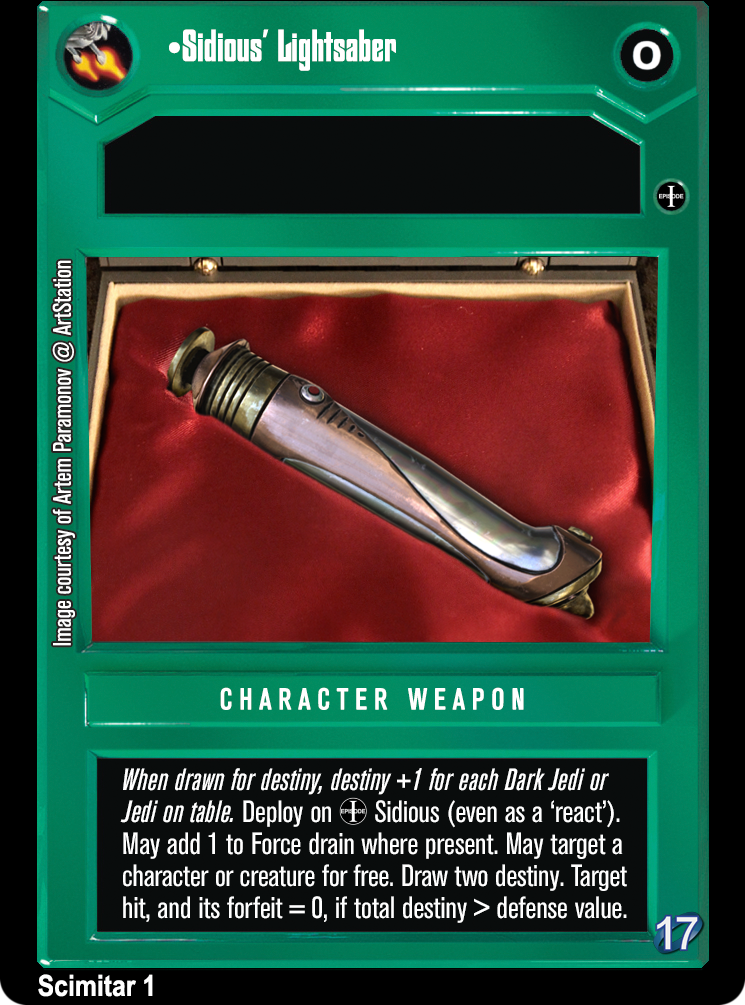 •Sidious’ Lightsaber
0
EPISODE I
Image courtesy of Artem Paramonov @ ArtStation
CHARACTER WEAPON
When drawn for destiny, destiny +1 for each Dark Jedi or
Jedi on table. Deploy on EPISODE I Sidious (even as a ‘react’).
May add 1 to Force drain where present. May target a
character or creature for free. Draw two destiny. Target
hit, and its forfeit = 0, if total destiny > defense value.
17
Scimitar 1